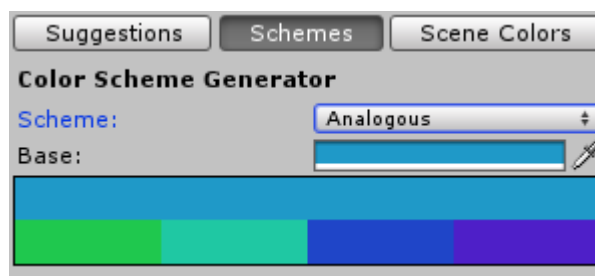 Suggestions Schemes Scene Colors
Color Scheme Generator
Scheme: Analogous
Base: